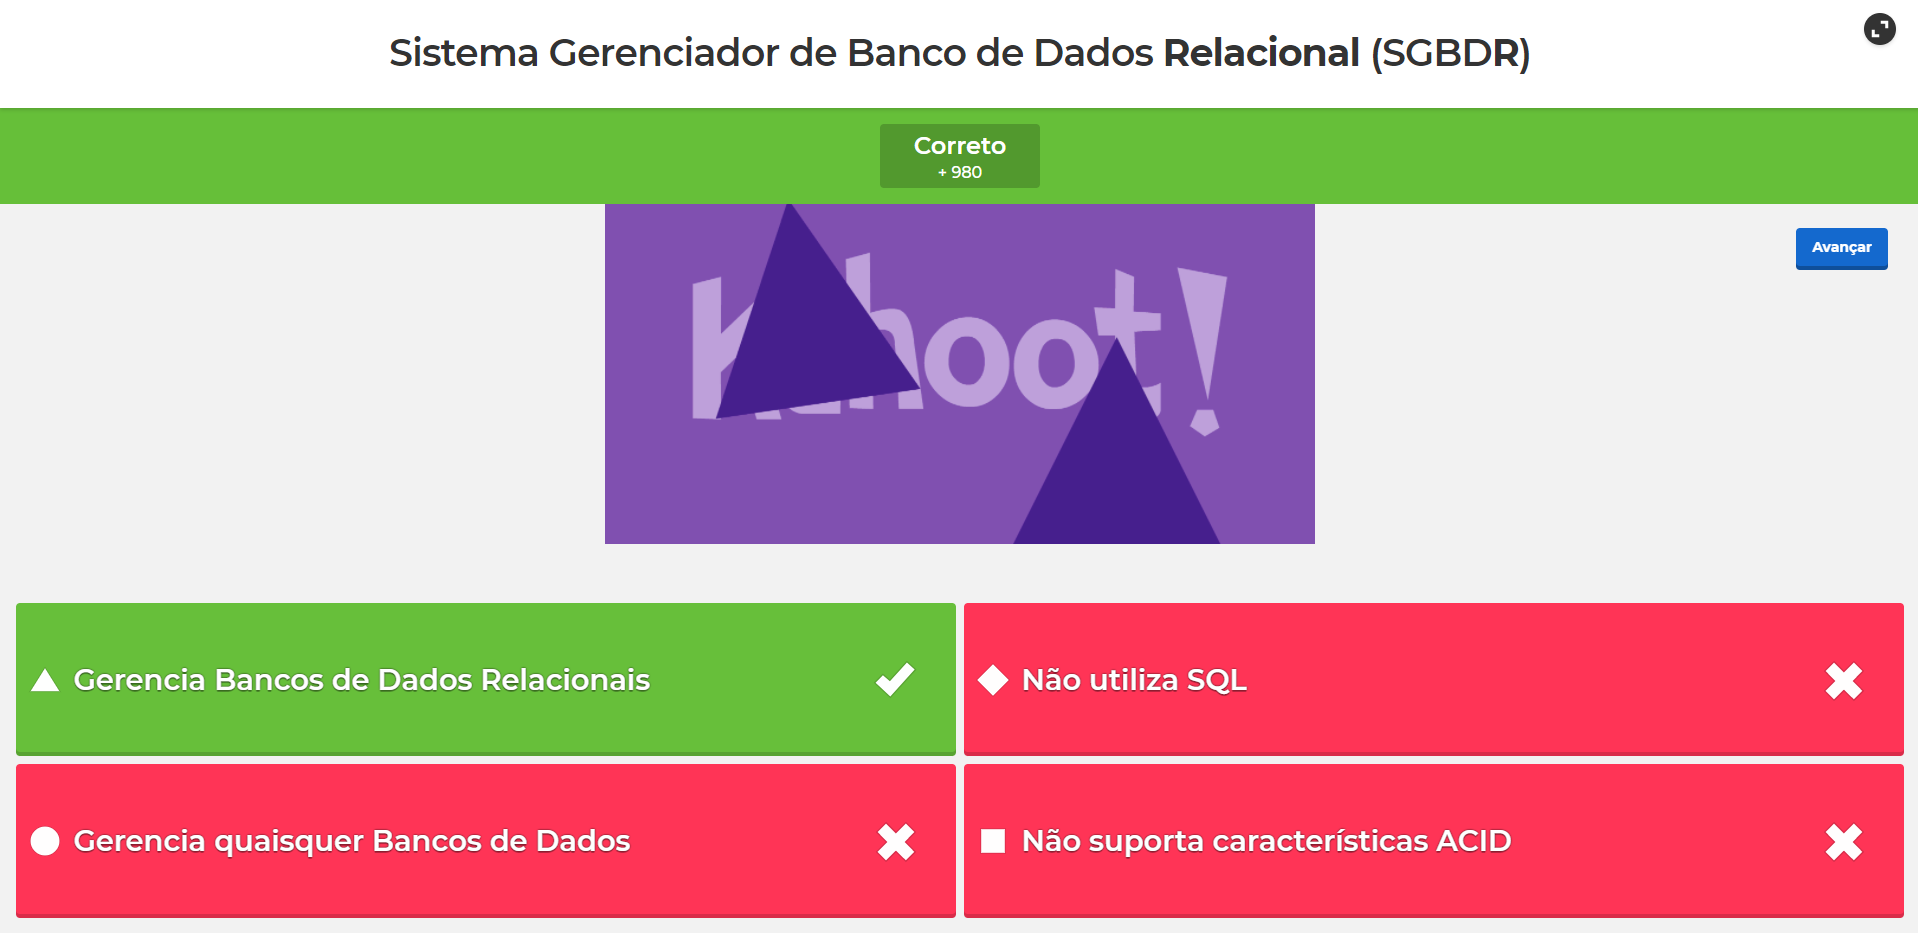 Sistema Gerenciador de Banco de Dados Relacional (SGBDR)
Correto
+ 980
Avançar
Kahoot!
Gerencia Bancos de Dados Relacionais
Não utiliza SQL
Gerencia quaisquer Bancos de Dados
Não suporta características ACID